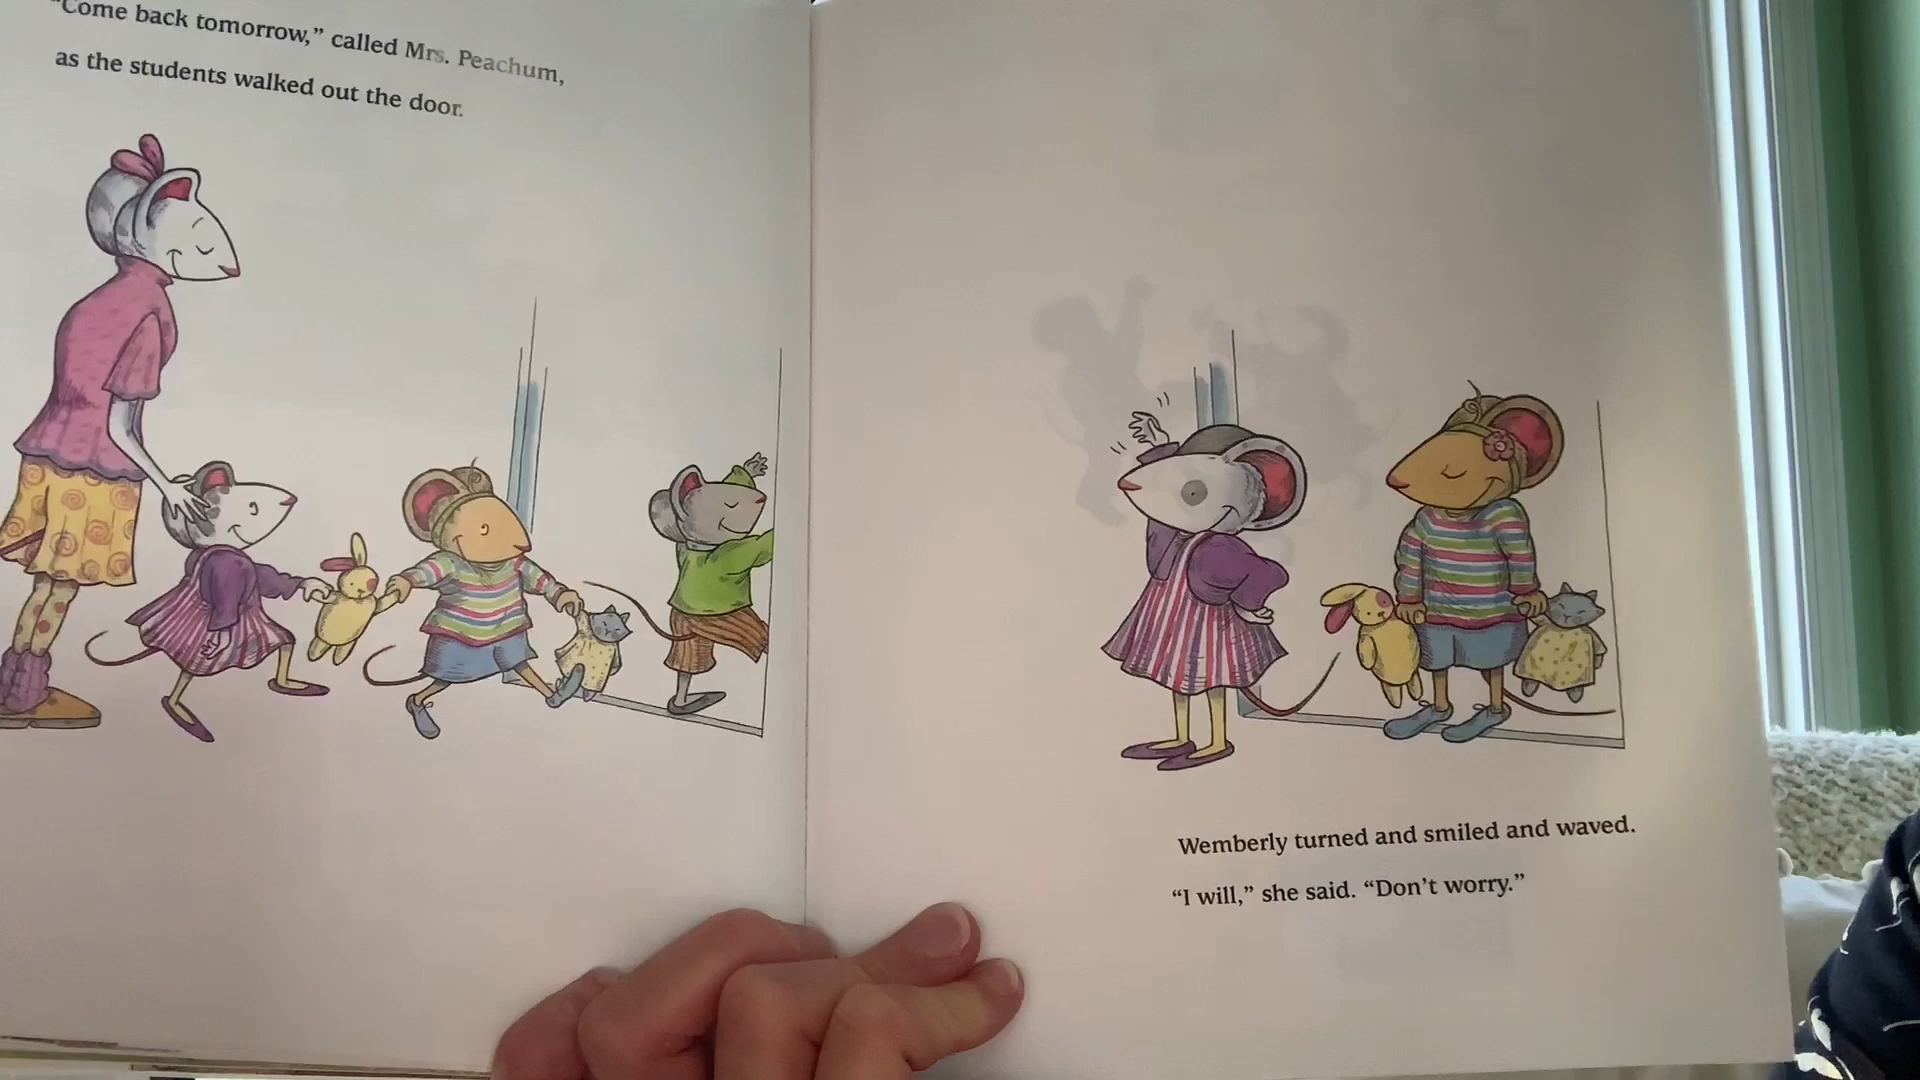 "Come back tomorrow," called Mrs. Peachum,
as the students walked out the door.
Wemberly turned and smiled and waved.
"I will," she said. "Don't worry."